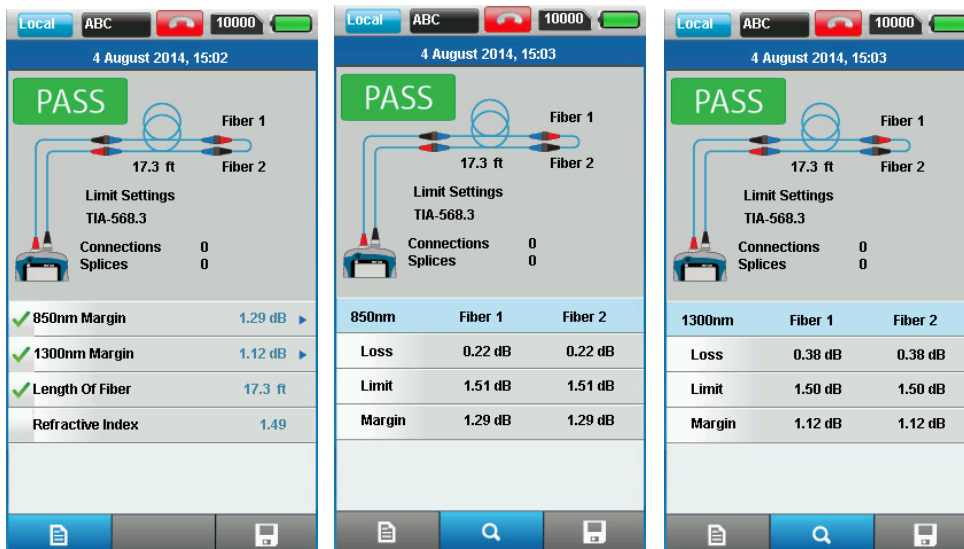 Local ABC 10000
4 August 2014, 15:02
PASS
Fiber 1
17.3 ft Fiber 2
Limit Settings
TIA-568.3
Connections 0
Splices 0
850nm Margin 1.29 dB
1300nm Margin 1.12 dB
Length Of Fiber 17.3 ft
Refractive Index 1.49
Local ABC 10000
4 August 2014, 15:03
PASS
Fiber 1
17.3 ft Fiber 2
Limit Settings
TIA-568.3
Connections 0
Splices 0
850nm Fiber 1 Fiber 2
Loss 0.22 dB 0.22 dB
Limit 1.51 dB 1.51 dB
Margin 1.29 dB 1.29 dB
Local ABC 10000
4 August 2014, 15:03
PASS
Fiber 1
17.3 ft Fiber 2
Limit Settings
TIA-568.3
Connections 0
Splices 0
1300nm Fiber 1 Fiber 2
Loss 0.38 dB 0.38 dB
Limit 1.50 dB 1.50 dB
Margin 1.12 dB 1.12 dB